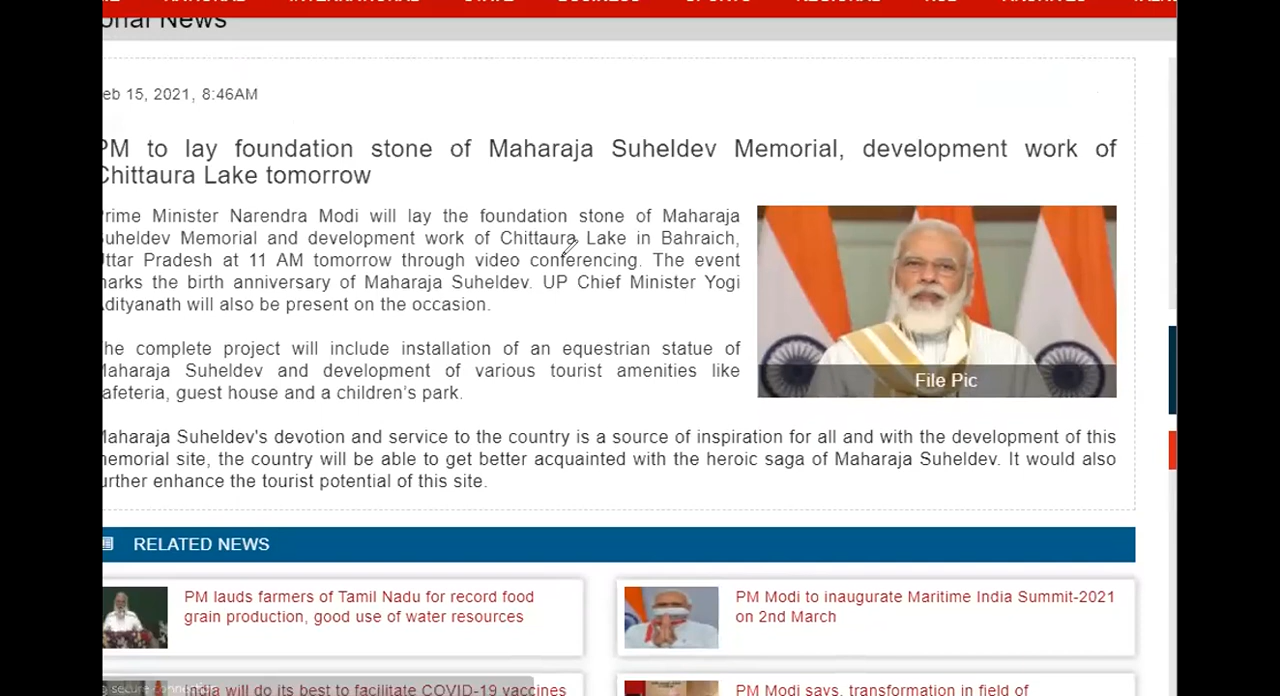 onal News
eb 15, 2021, 8:46AM
PM to lay foundation stone of Maharaja Suheldev Memorial, development work of
Chittaura Lake tomorrow
rime Minister Narendra Modi will lay the foundation stone of Maharaja
uheldev Memorial and development work of Chittaura Lake in Bahraich,
ttar Pradesh at 11 AM tomorrow through video conferencing. The event
arks the birth anniversary of Maharaja Suheldev. UP Chief Minister Yogi
dityanath will also be present on the occasion.
he complete project will include installation of an equestrian statue of
Maharaja Suheldev and development of various tourist amenities like
afeteria, guest house and a children's park.
File Pic
Maharaja Suheldev's devotion and service to the country is a source of inspiration for all and with the development of this
memorial site, the country will be able to get better acquainted with the heroic saga of Maharaja Suheldev. It would also
urther enhance the tourist potential of this site.
RELATED NEWS
PM lauds farmers of Tamil Nadu for record food
grain production, good use of water resources
PM Modi to inaugurate Maritime India Summit-2021
on 2nd March
India will do its best to facilitate COVID-19 vaccines
PM Modi says, transformation in field of